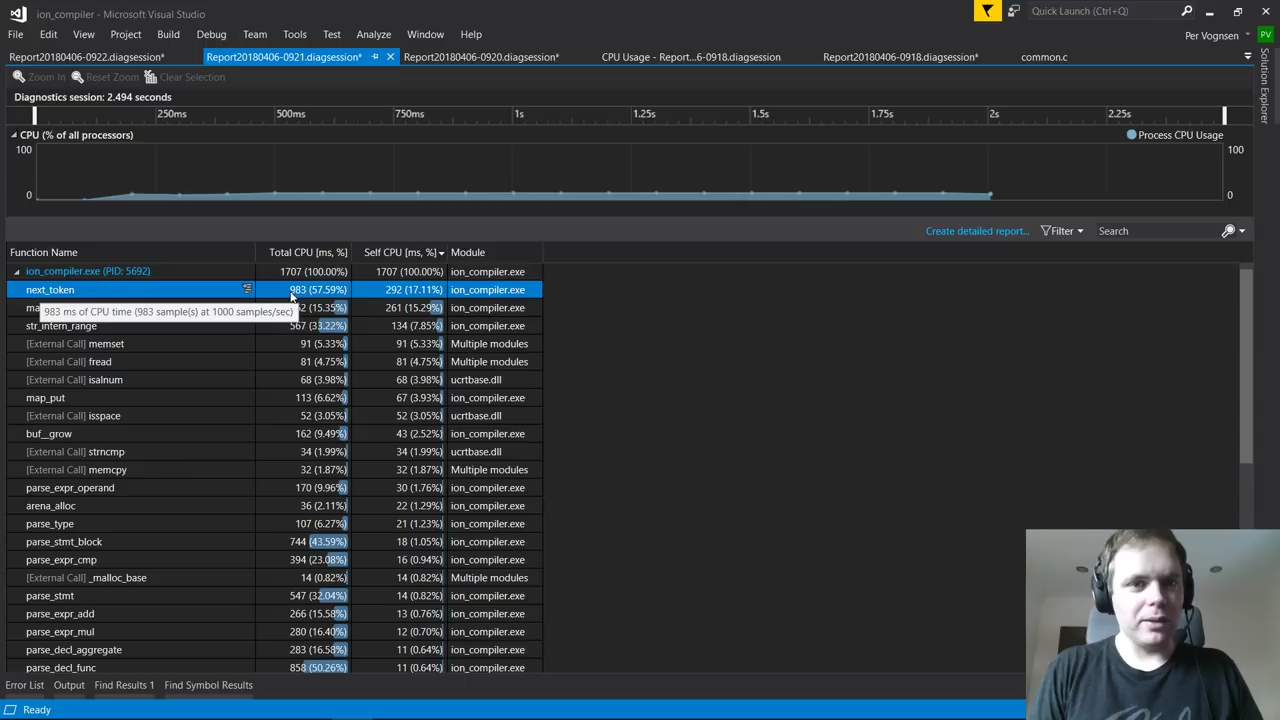 ion_compiler - Microsoft Visual Studio
Quick Launch (Ctrl+Q)
File Edit View Project Build Debug Team Tools Test Analyze Window Help
Per Vognsen
PV
Report20180406-0922.diagsession* Report20180406-0921.diagsession* Report20180406-0920.diagsession* CPU Usage - Report...6-0918.diagsession Report20180406-0918.diagsession* common.c
Solution Explorer
Zoom In Reset Zoom Clear Selection
Diagnostics session: 2.494 seconds
250ms 500ms 750ms 1s 1.25s 1.5s 1.75s 2s 2.25s
CPU (% of all processors) Process CPU Usage
100 100
0 0
Create detailed report... Filter Search
Function Name Total CPU [ms, %] Self CPU [ms, %] Module
ion_compiler.exe (PID: 5692) 1707 (100.00%) 1707 (100.00%) ion_compiler.exe
next_token 983 (57.59%) 292 (17.11%) ion_compiler.exe
ma 2 (15.35%) 261 (15.29%) ion_compiler.exe
983 ms of CPU time (983 sample(s) at 1000 samples/sec)
str_intern_range 567 (33.22%) 134 (7.85%) ion_compiler.exe
[External Call] memset 91 (5.33%) 91 (5.33%) Multiple modules
[External Call] fread 81 (4.75%) 81 (4.75%) Multiple modules
[External Call] isalnum 68 (3.98%) 68 (3.98%) ucrtbase.dll
map_put 113 (6.62%) 67 (3.93%) ion_compiler.exe
[External Call] isspace 52 (3.05%) 52 (3.05%) ucrtbase.dll
buf__grow 162 (9.49%) 43 (2.52%) ion_compiler.exe
[External Call] strncmp 34 (1.99%) 34 (1.99%) ucrtbase.dll
[External Call] memcpy 32 (1.87%) 32 (1.87%) Multiple modules
parse_expr_operand 170 (9.96%) 30 (1.76%) ion_compiler.exe
arena_alloc 36 (2.11%) 22 (1.29%) ion_compiler.exe
parse_type 107 (6.27%) 21 (1.23%) ion_compiler.exe
parse_stmt_block 744 (43.59%) 18 (1.05%) ion_compiler.exe
parse_expr_cmp 394 (23.08%) 16 (0.94%) ion_compiler.exe
[External Call] _malloc_base 14 (0.82%) 14 (0.82%) Multiple modules
parse_stmt 547 (32.04%) 14 (0.82%) ion_compiler.exe
parse_expr_add 266 (15.58%) 13 (0.76%) ion_compiler.exe
parse_expr_mul 280 (16.40%) 12 (0.70%) ion_compiler.exe
parse_decl_aggregate 283 (16.58%) 11 (0.64%) ion_compiler.exe
parse_decl_func 858 (50.26%) 11 (0.64%) ion_compiler.exe
Error List Output Find Results 1 Find Symbol Results
Ready